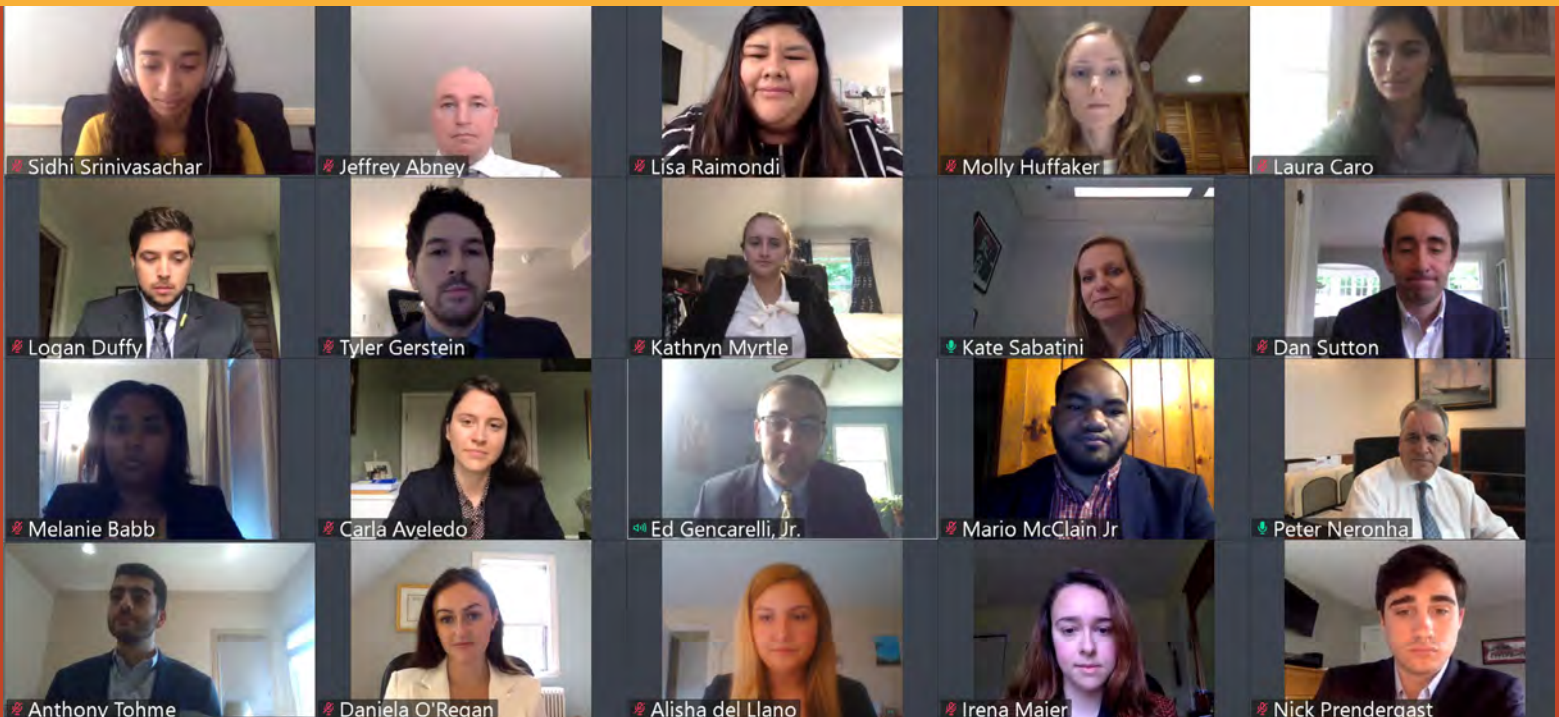 Sidhi Srinivasachar
Jeffrey Abney
Lisa Raimondi
Molly Huffaker
Laura Caro
Logan Duffy
Tyler Gerstein
Kathryn Myrtle
Kate Sabatini
Dan Sutton
Melanie Babb
Carla Aveledo
Ed Gencarelli, Jr.
Mario McClain Jr
Peter Neronha
Anthony Tohme
Daniela O'Regan
Alisha del Llano
Irena Maier
Nick Prendergast